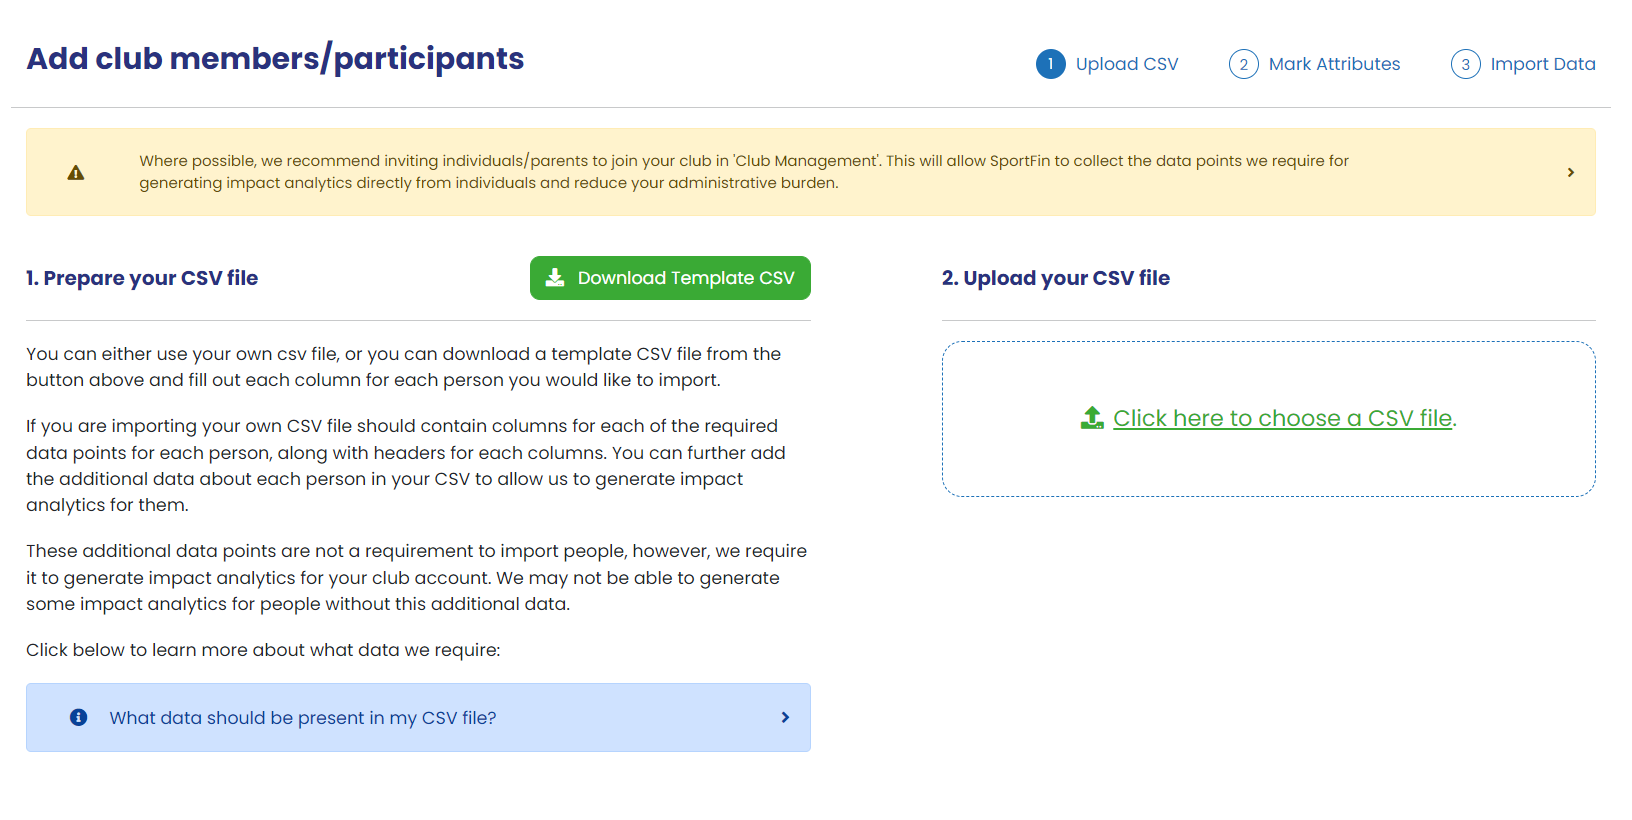 Add club members/participants
1 Upload CSV
2 Mark Attributes
3 Import Data
Where possible, we recommend inviting individuals/parents to join your club in 'Club Management'. This will allow SportFin to collect the data points we require for
generating impact analytics directly from individuals and reduce your administrative burden.
1. Prepare your CSV file
Download Template CSV
You can either use your own csv file, or you can download a template CSV file from the
button above and fill out each column for each person you would like to import.
If you are importing your own CSV file should contain columns for each of the required
data points for each person, along with headers for each columns. You can further add
the additional data about each person in your CSV to allow us to generate impact
analytics for them.
These additional data points are not a requirement to import people, however, we require
it to generate impact analytics for your club account. We may not be able to generate
some impact analytics for people without this additional data.
Click below to learn more about what data we require:
What data should be present in my CSV file?
2. Upload your CSV file
Click here to choose a CSV file.